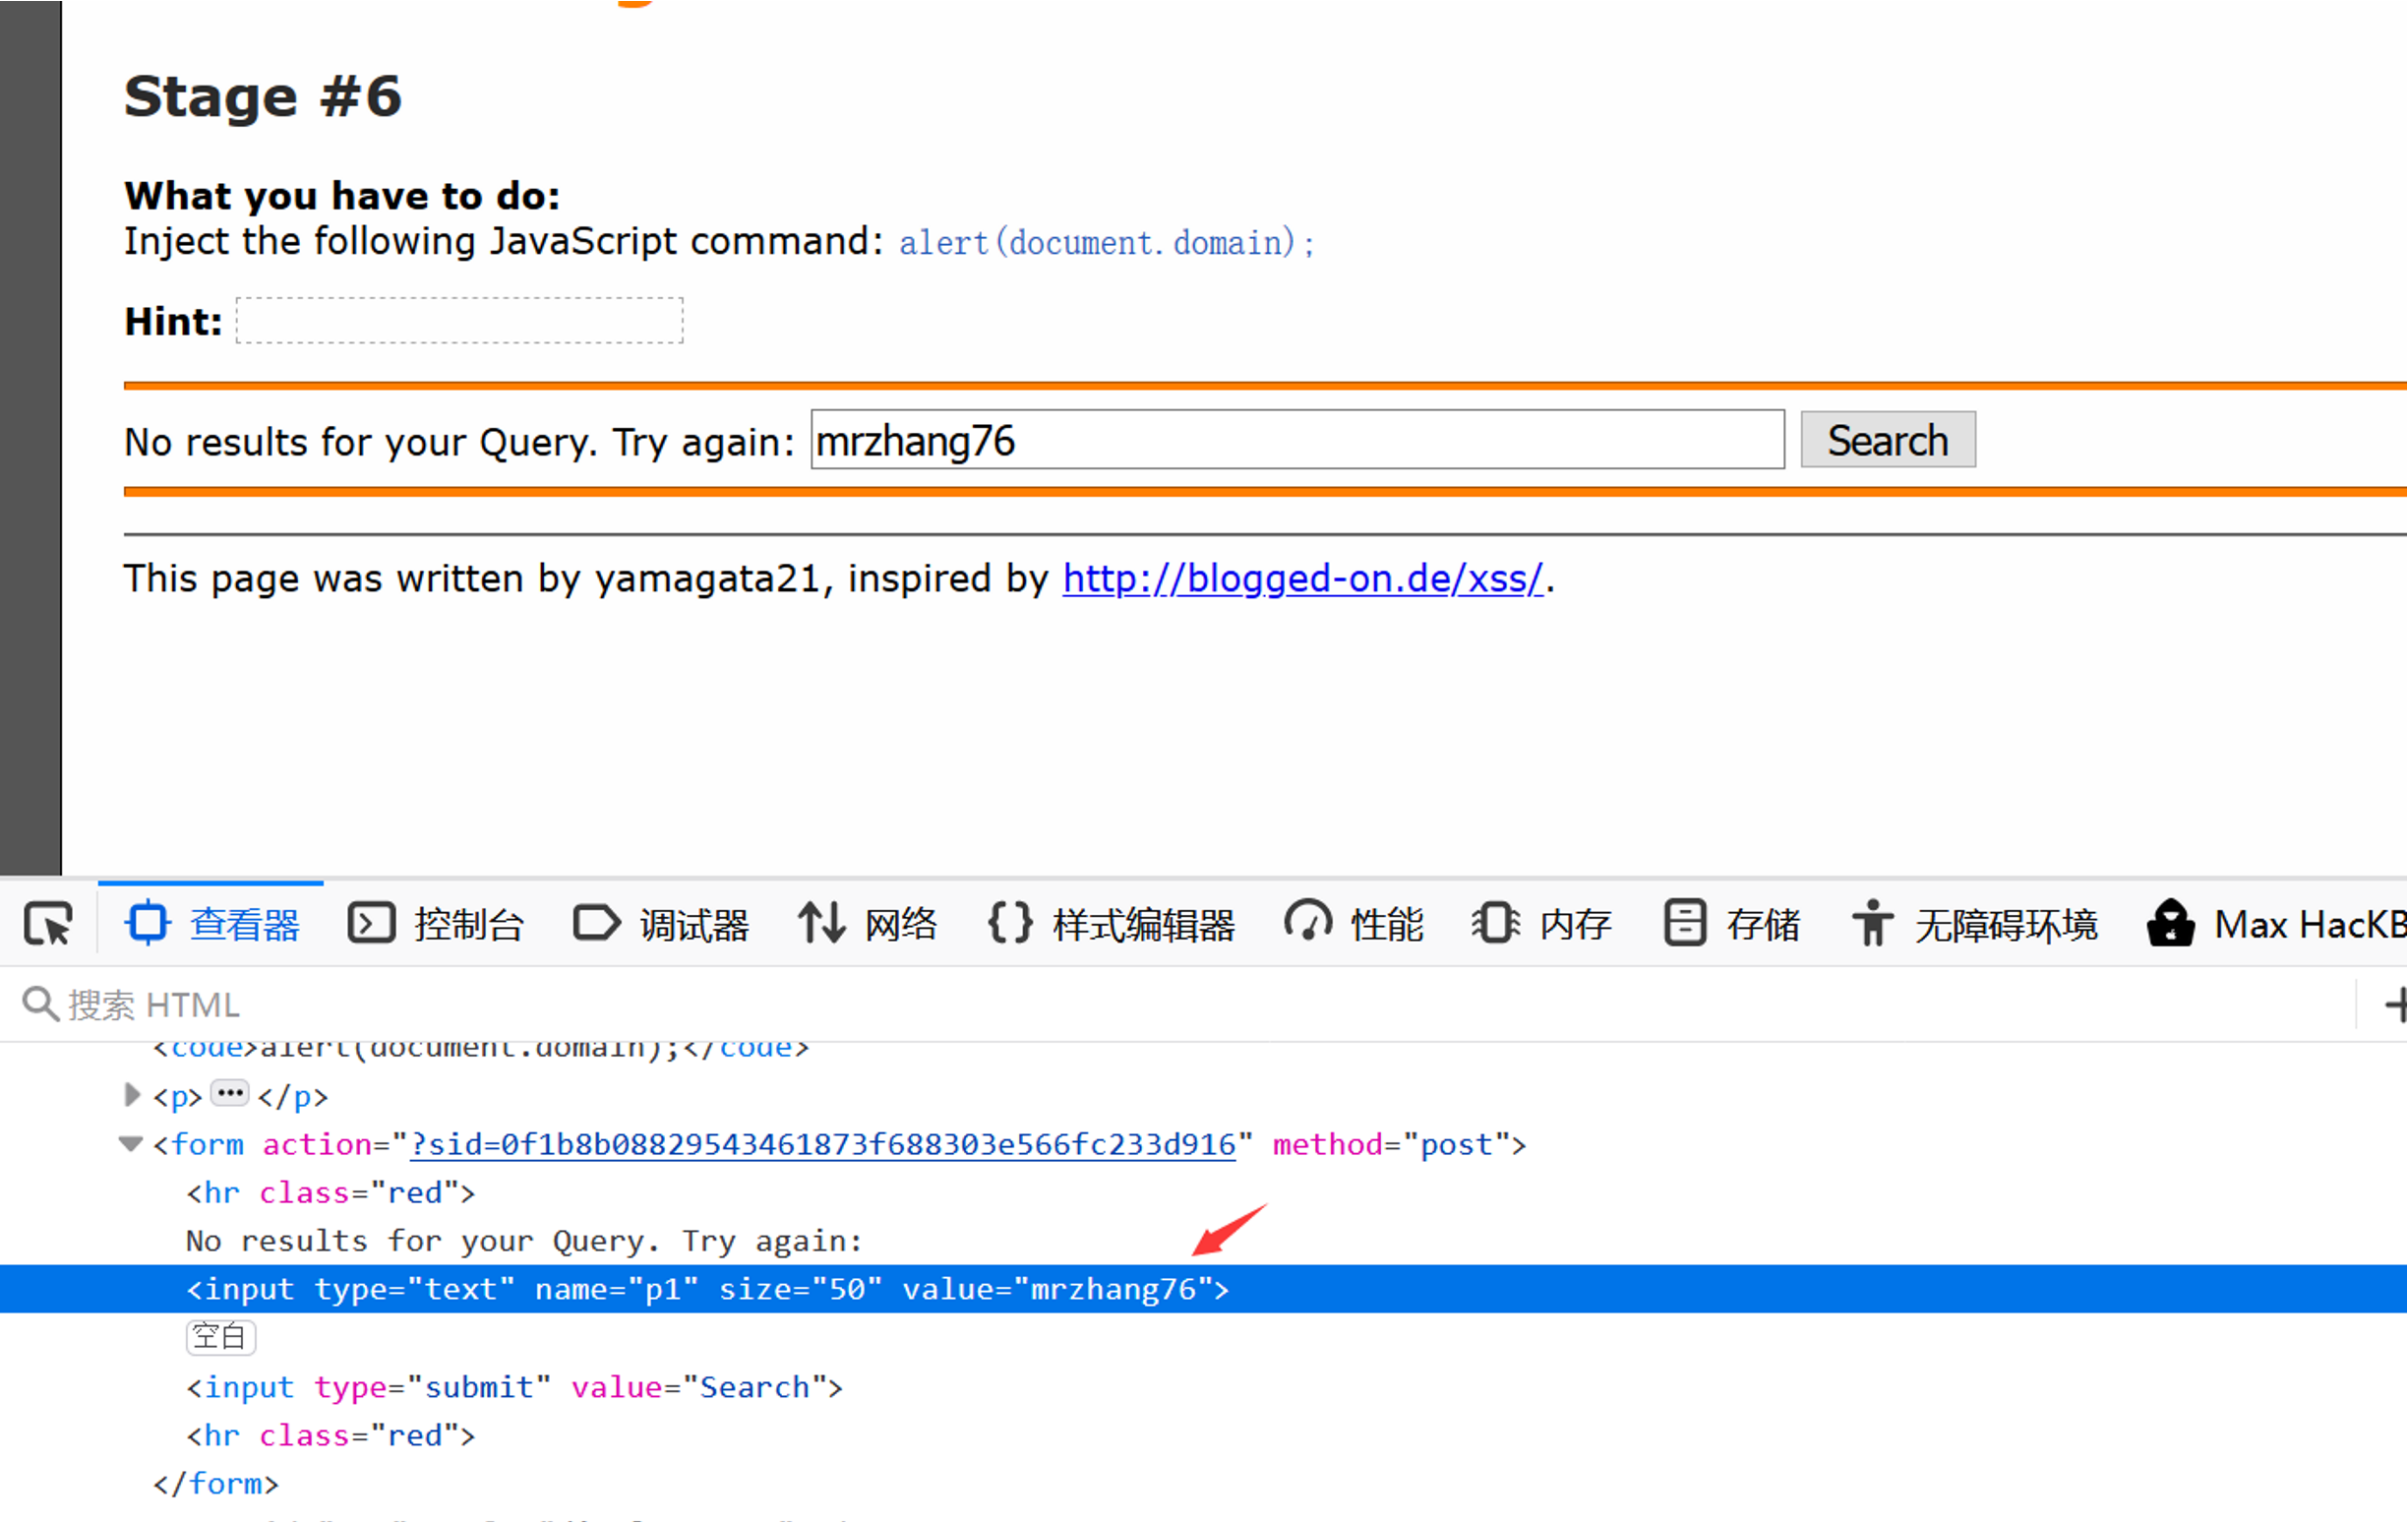 Stage #6
What you have to do:
Inject the following JavaScript command: alert(document.domain);
Hint:
No results for your Query. Try again: mrzhang76 Search
This page was written by yamagata21, inspired by http://blogged-on.de/xss/.
查看器 控制台 调试器 网络 样式编辑器 性能 内存 存储 无障碍环境 Max HacKB
搜索 HTML
<code>alert(document.domain);</code>
<p> </p>
<form action="?sid=0f1b8b08829543461873f688303e566fc233d916" method="post">
<hr class="red">
No results for your Query. Try again:
<input type="text" name="p1" size="50" value="mrzhang76">
空白
<input type="submit" value="Search">
<hr class="red">
</form>